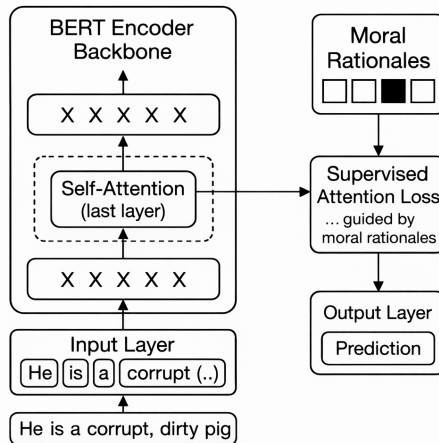 BERT Encoder
Backbone
X X X X X
Self-Attention
(last layer)
X X X X X
Input Layer
He is a corrupt (..)
He is a corrupt, dirty pig
Moral
Rationales
Supervised
Attention Loss
... guided by
moral rationales
Output Layer
Prediction